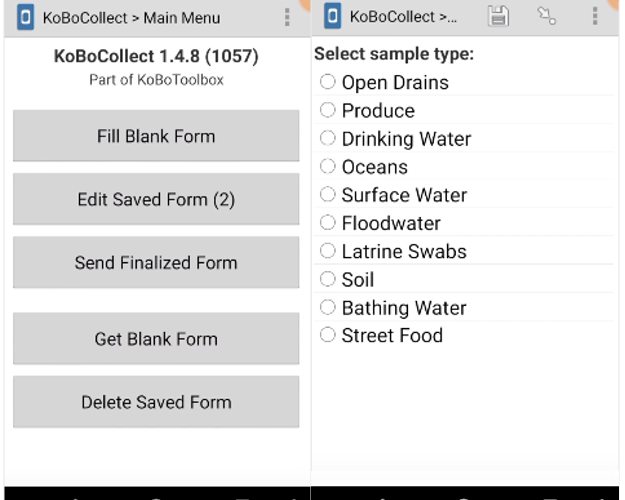 KoBoCollect > Main Menu
KoBoCollect 1.4.8 (1057)
Part of KoBoToolbox
Fill Blank Form
Edit Saved Form (2)
Send Finalized Form
Get Blank Form
Delete Saved Form
KoBoCollect >...
Select sample type:
Open Drains
Produce
Drinking Water
Oceans
Surface Water
Floodwater
Latrine Swabs
Soil
Bathing Water
Street Food